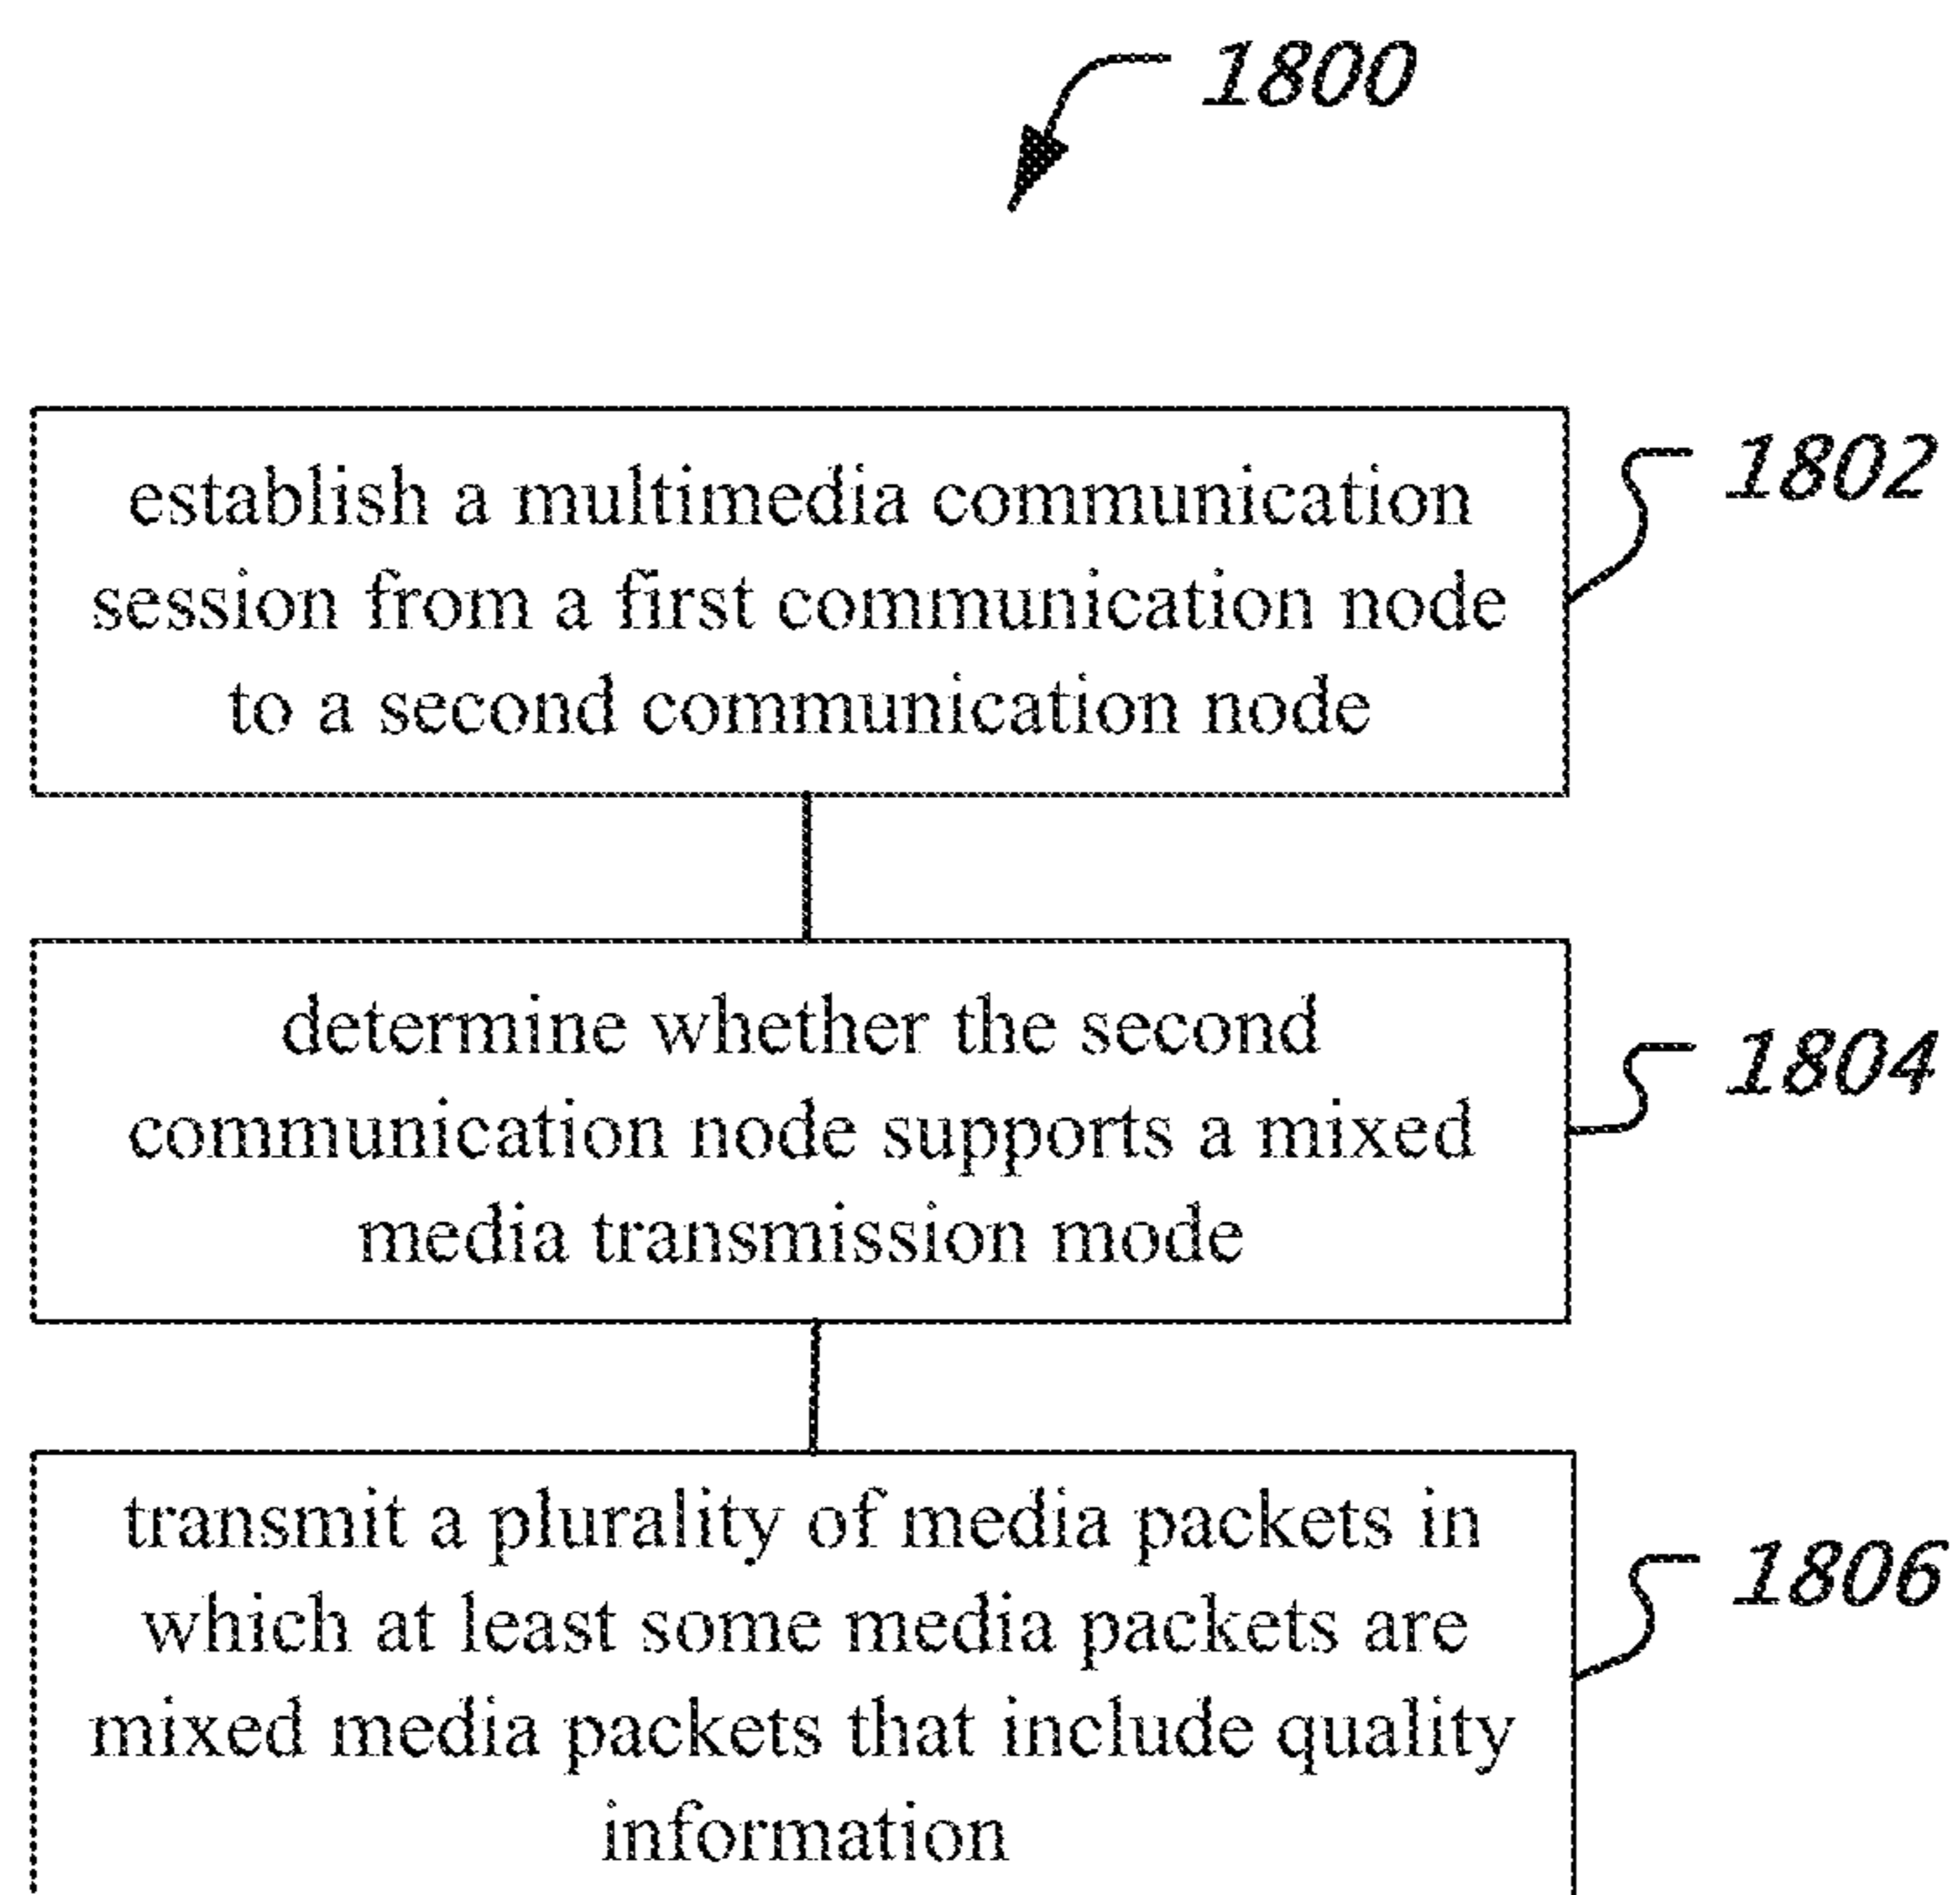 1800
establish a multimedia communication
session from a first communication node
to a second communication node
1802
determine whether the second
communication node supports a mixed
media transmission mode
1804
transmit a plurality of media packets in
which at least some media packets are
mixed media packets that include quality
information
1806